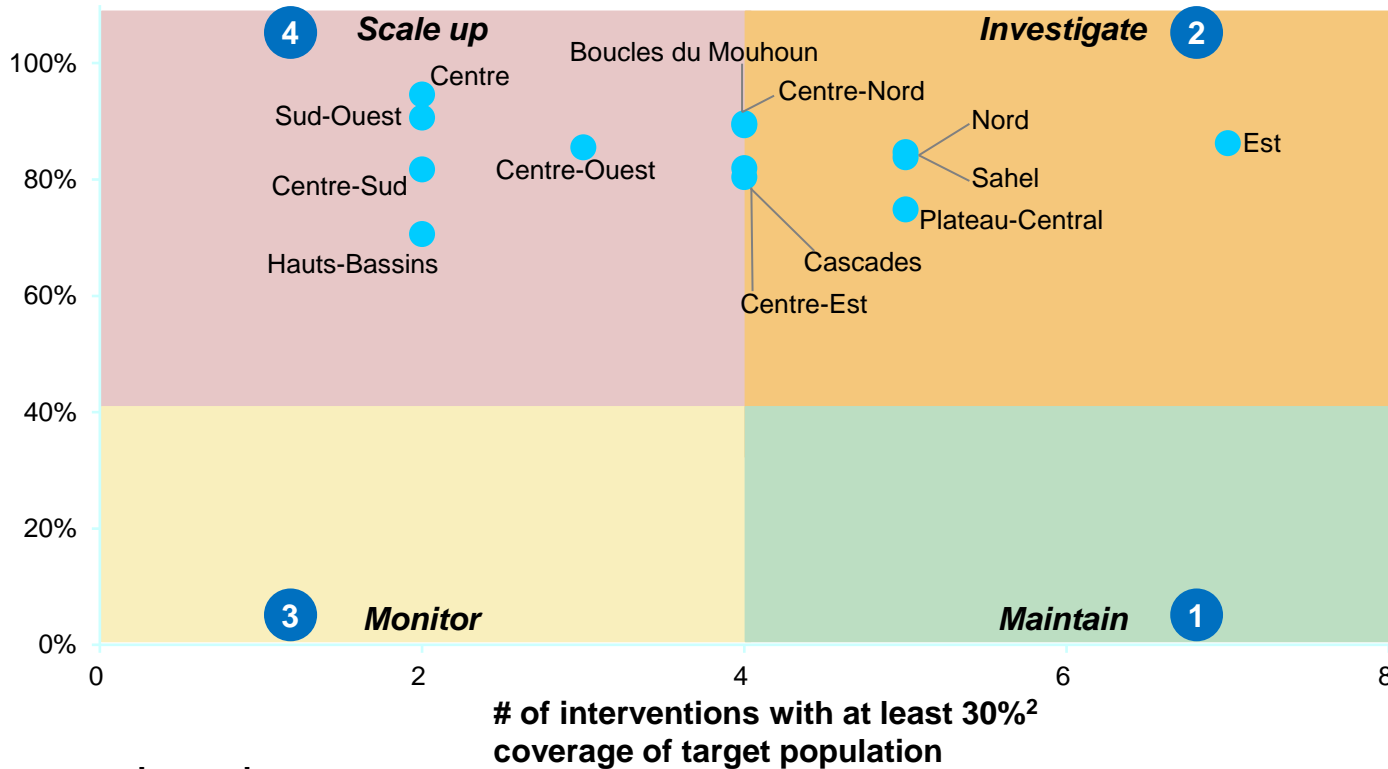 4 Scale up
Investigate 2
Boucles du Mouhoun
100%
Centre
Centre-Nord
Sud-Ouest
Nord
Est
Centre-Ouest
80%
Centre-Sud
Sahel
Plateau-Central
Hauts-Bassins
Cascades
60%
Centre-Est
40%
20%
3 Monitor
Maintain 1
0%
0 2 4 6 8
# of interventions with at least 30%2
coverage of target population